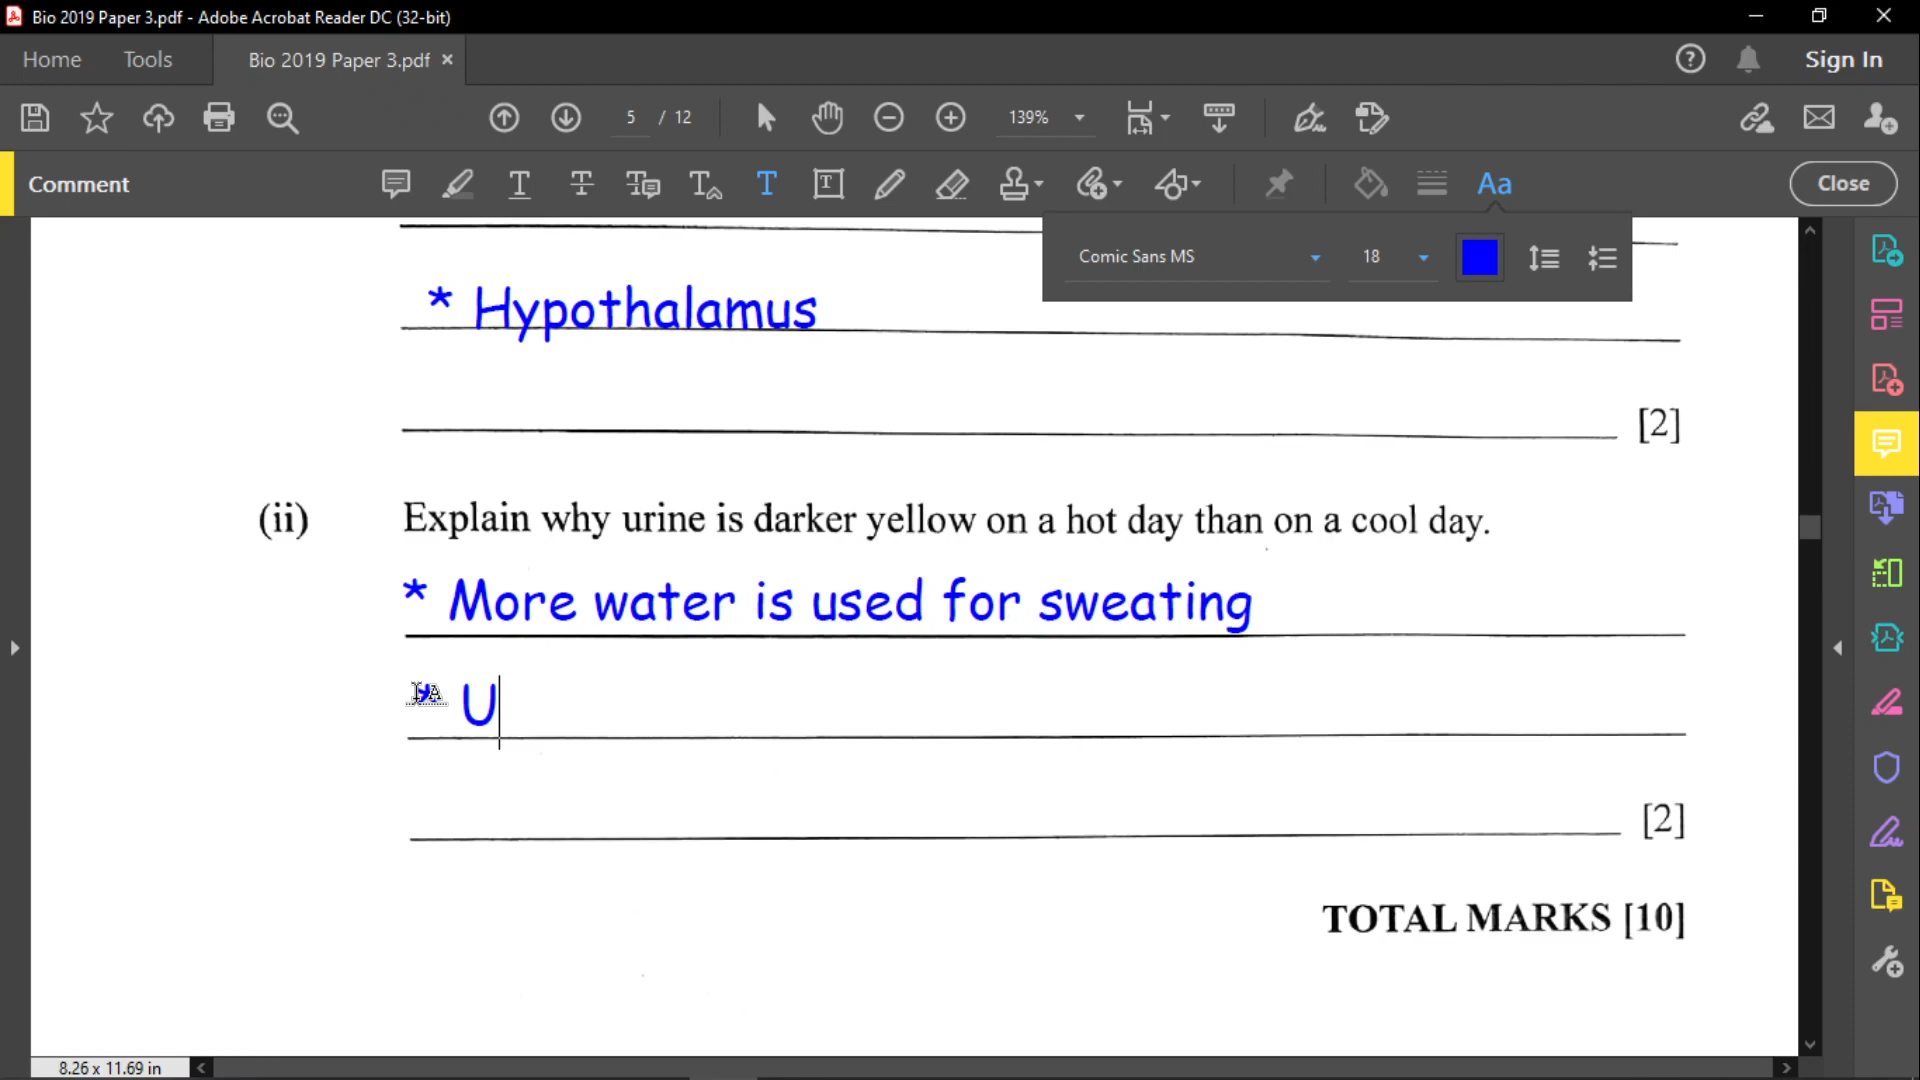 Bio 2019 Paper 3.pdf - Adobe Acrobat Reader DC (32-bit)
Home Tools Bio 2019 Paper 3.pdf × Sign In
5 / 12 139%
Comment Close
Comic Sans MS 18
* Hypothalamus
[2]
(ii) Explain why urine is darker yellow on a hot day than on a cool day.
* More water is used for sweating
* U
[2]
TOTAL MARKS [10]
8.26 x 11.69 in